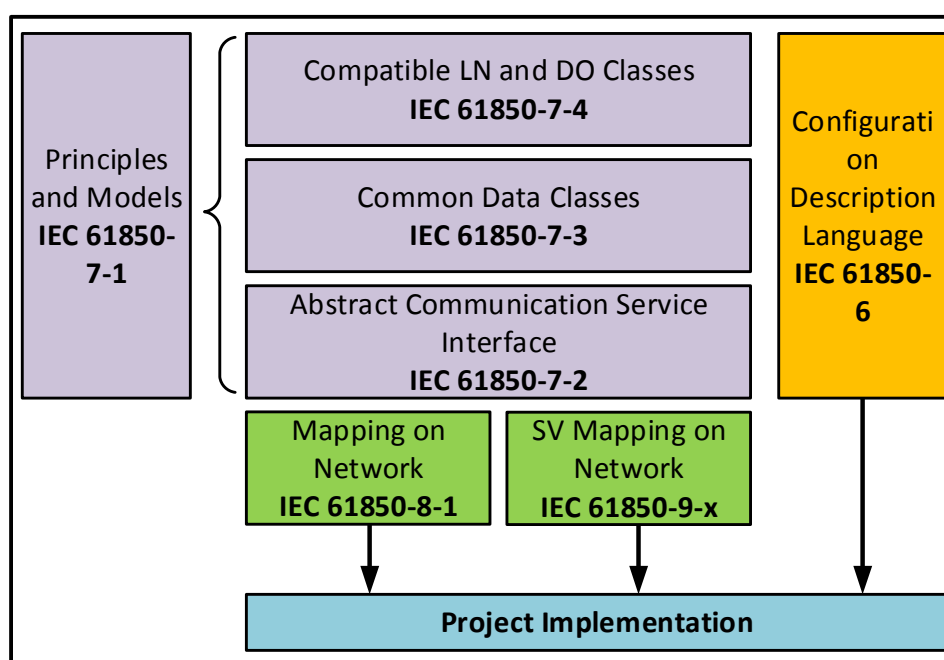 Principles
and Models
IEC 61850-
7-1
Compatible LN and DO Classes
IEC 61850-7-4
Common Data Classes
IEC 61850-7-3
Abstract Communication Service
Interface
IEC 61850-7-2
Configurati
on
Description
Language
IEC 61850-
6
Mapping on
Network
IEC 61850-8-1
SV Mapping on
Network
IEC 61850-9-x
Project Implementation